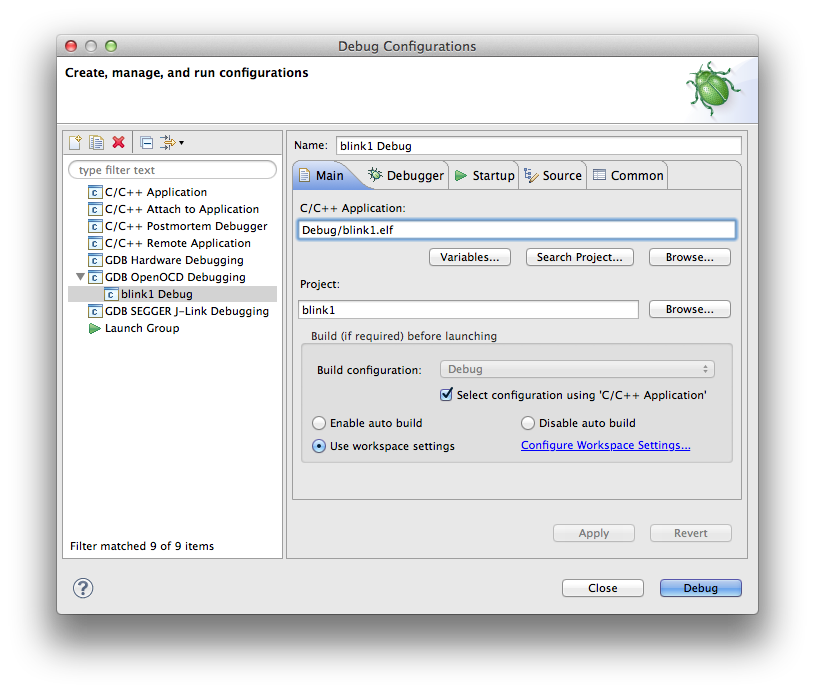 Debug Configurations
Create, manage, and run configurations
type filter text
C/C++ Application
C/C++ Attach to Application
C/C++ Postmortem Debugger
C/C++ Remote Application
GDB Hardware Debugging
GDB OpenOCD Debugging
blink1 Debug
GDB SEGGER J-Link Debugging
Launch Group
Filter matched 9 of 9 items
Name: blink1 Debug
Main Debugger Startup Source Common
C/C++ Application:
Debug/blink1.elf
Variables... Search Project... Browse...
Project:
blink1 Browse...
Build (if required) before launching
Build configuration: Debug
Select configuration using 'C/C++ Application'
Enable auto build Disable auto build
Use workspace settings Configure Workspace Settings...
Apply Revert
? Close Debug